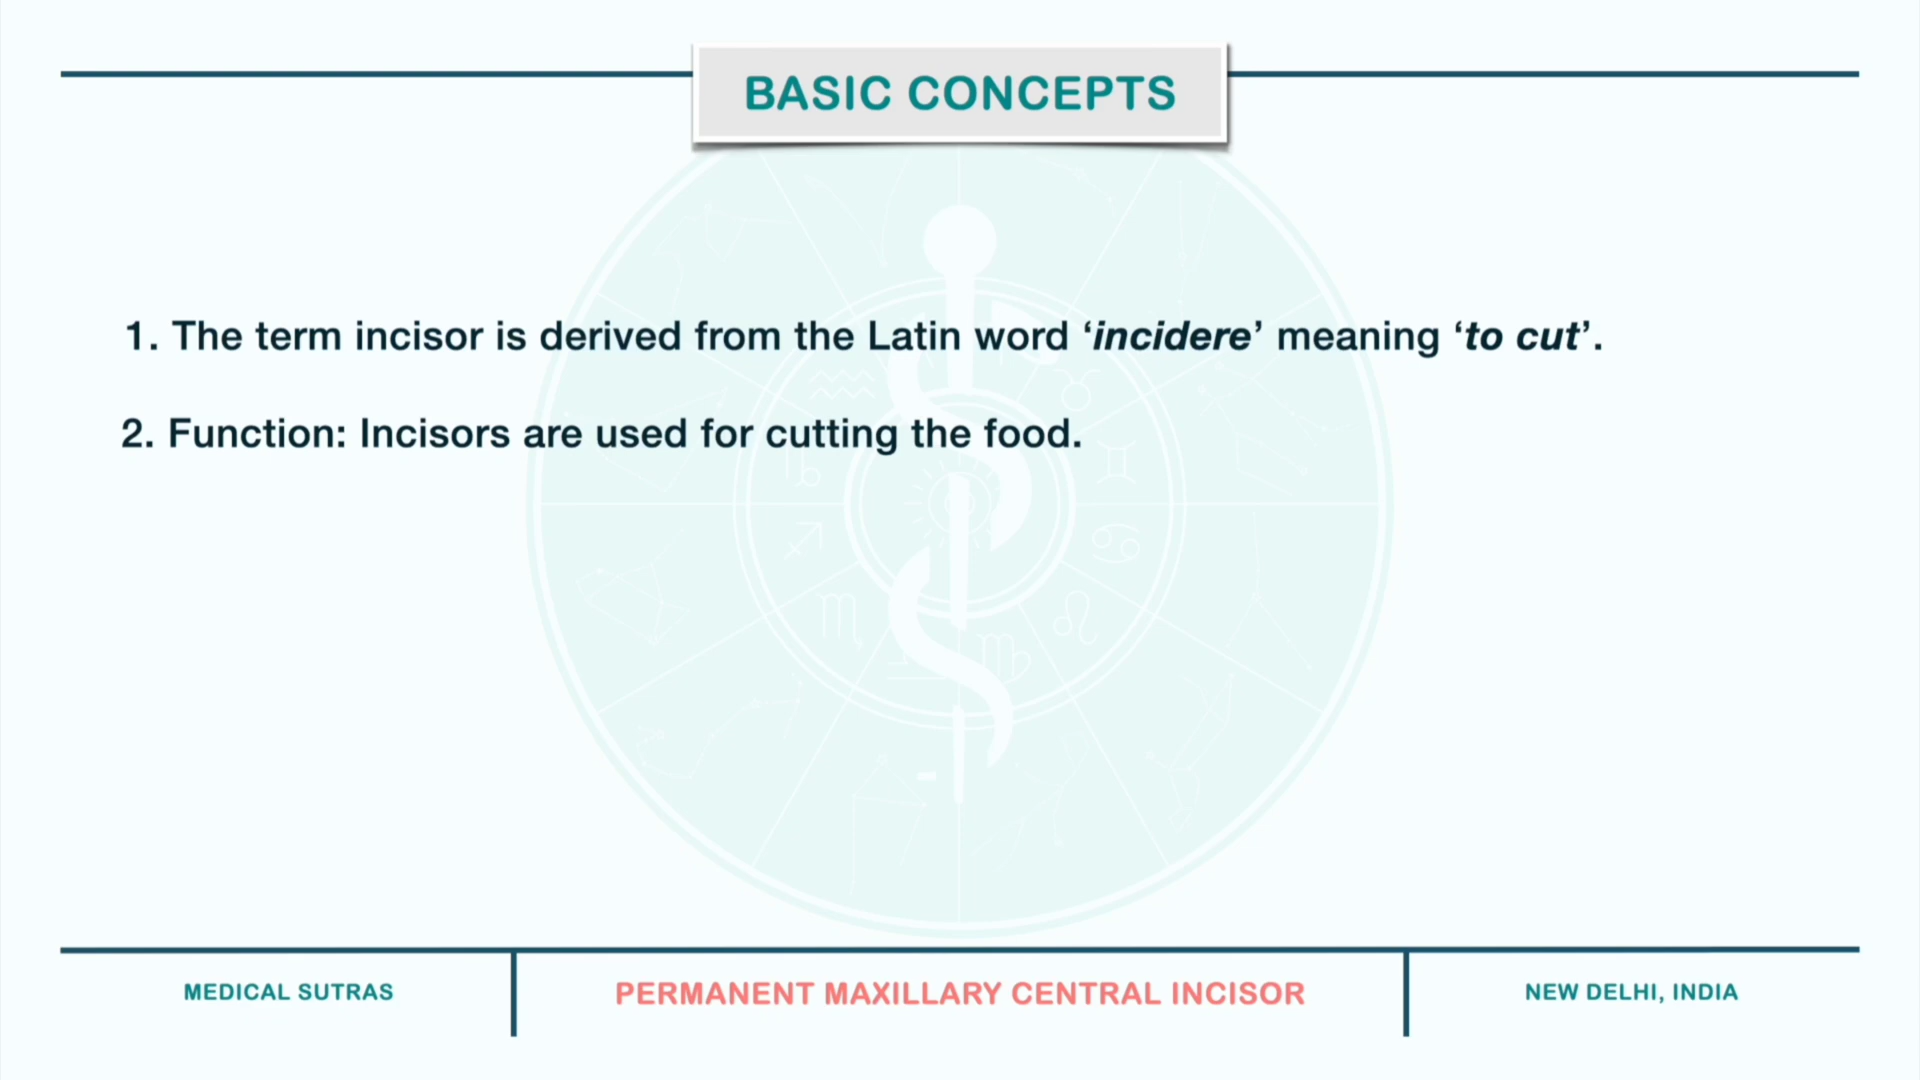 BASIC CONCEPTS
1. The term incisor is derived from the Latin word ‘incidere’ meaning ‘to cut’.
2. Function: Incisors are used for cutting the food.
MEDICAL SUTRAS
PERMANENT MAXILLARY CENTRAL INCISOR
NEW DELHI, INDIA